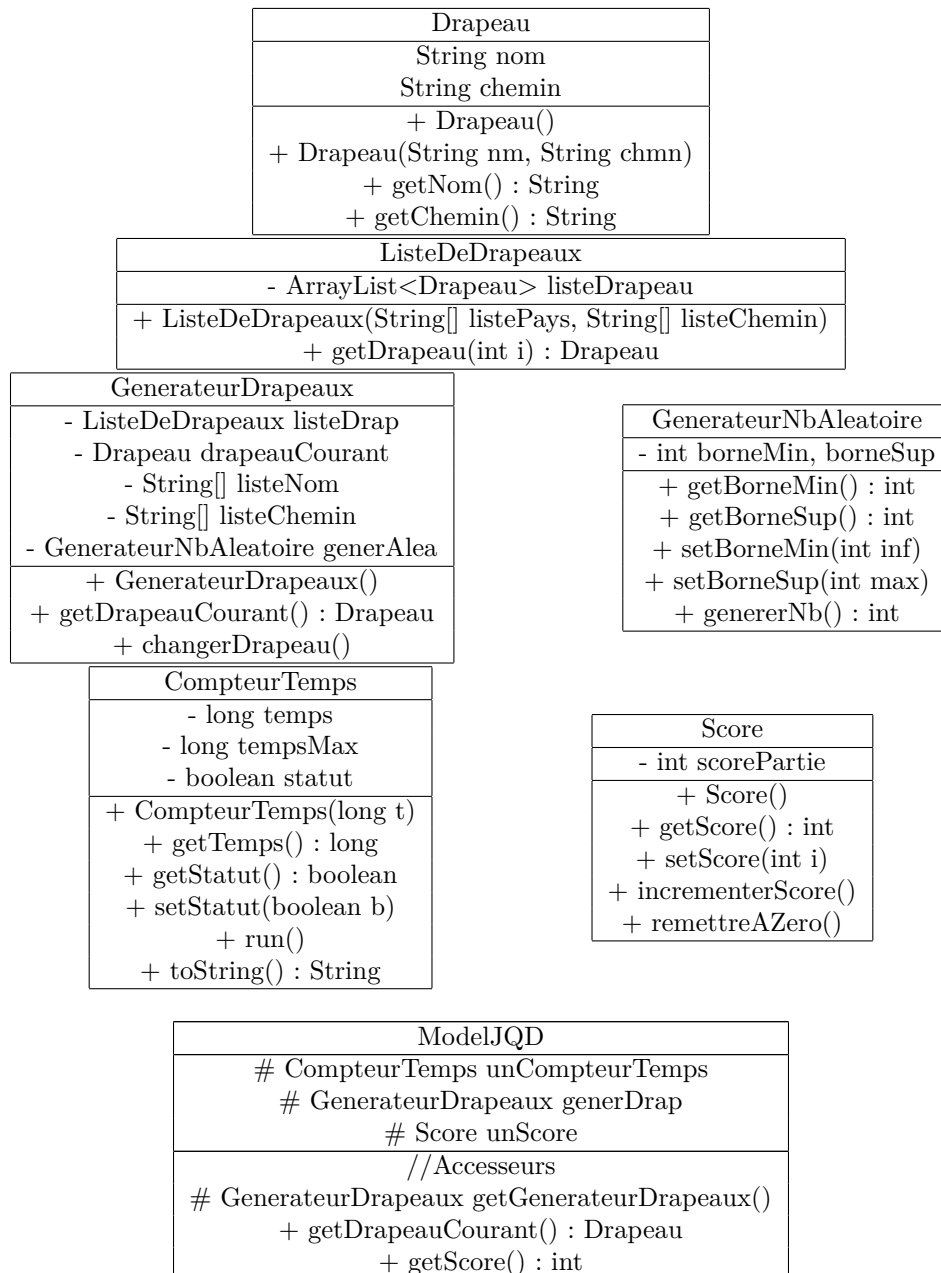 Drapeau
String nom
String chemin
+ Drapeau()
+ Drapeau(String nm, String chmn)
+ getNom() : String
+ getChemin() : String
ListeDeDrapeaux
- ArrayList<Drapeau> listeDrapeau
+ ListeDeDrapeaux(String[] listePays, String[] listeChemin)
+ getDrapeau(int i) : Drapeau
GenerateurDrapeaux
- ListeDeDrapeaux listeDrap
- Drapeau drapeauCourant
- String[] listeNom
- String[] listeChemin
- GenerateurNbAleatoire generAlea
+ GenerateurDrapeaux()
+ getDrapeauCourant() : Drapeau
+ changerDrapeau()
GenerateurNbAleatoire
- int borneMin, borneSup
+ getBorneMin() : int
+ getBorneSup() : int
+ setBorneMin(int inf)
+ setBorneSup(int max)
+ genererNb() : int
CompteurTemps
- long temps
- long tempsMax
- boolean statut
+ CompteurTemps(long t)
+ getTemps() : long
+ getStatut() : boolean
+ setStatut(boolean b)
+ run()
+ toString() : String
Score
- int scorePartie
+ Score()
+ getScore() : int
+ setScore(int i)
+ incrementerScore()
+ remettreAZero()
ModelJQD
# CompteurTemps unCompteurTemps
# GenerateurDrapeaux generDrap
# Score unScore
//Accesseurs
# GenerateurDrapeaux getGenerateurDrapeaux()
+ getDrapeauCourant() : Drapeau
+ getScore() : int